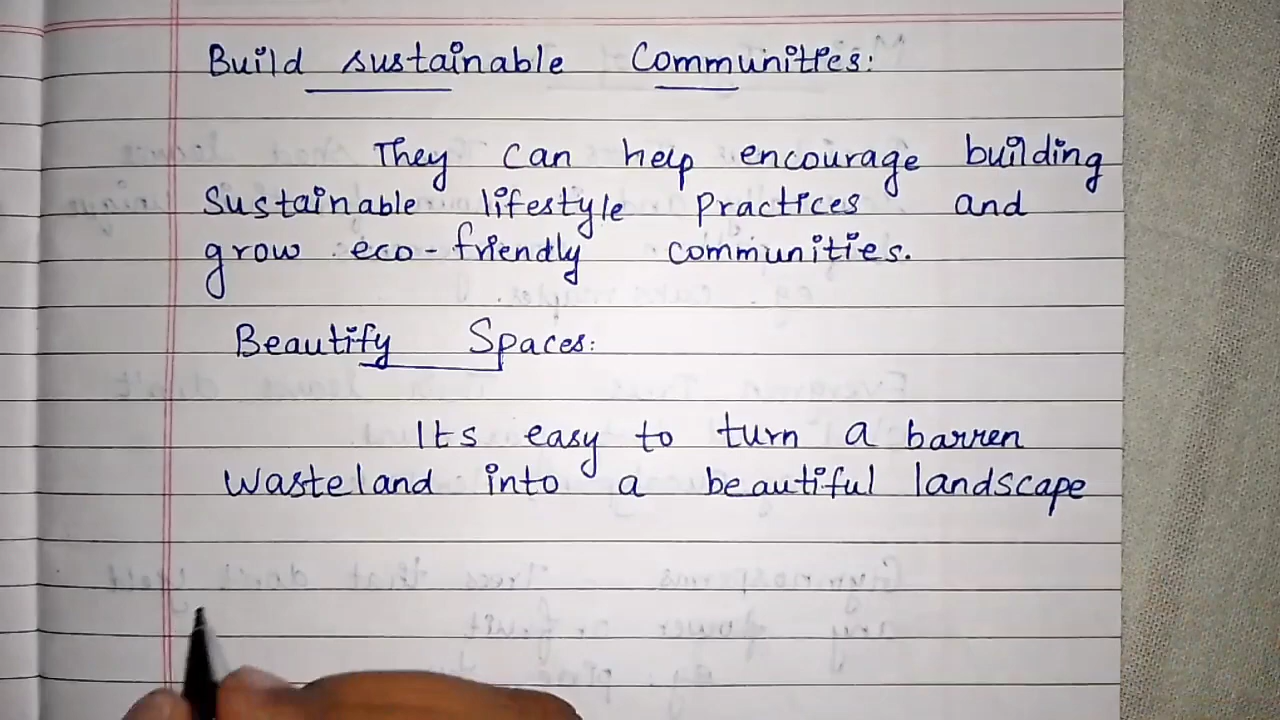 Build sustainable Communities:
They can help encourage building
Sustainable lifestyle Practices and
grow eco-friendly communities.
Beautify Spaces:
Its easy to turn a barren
Wasteland into a beautiful landscape